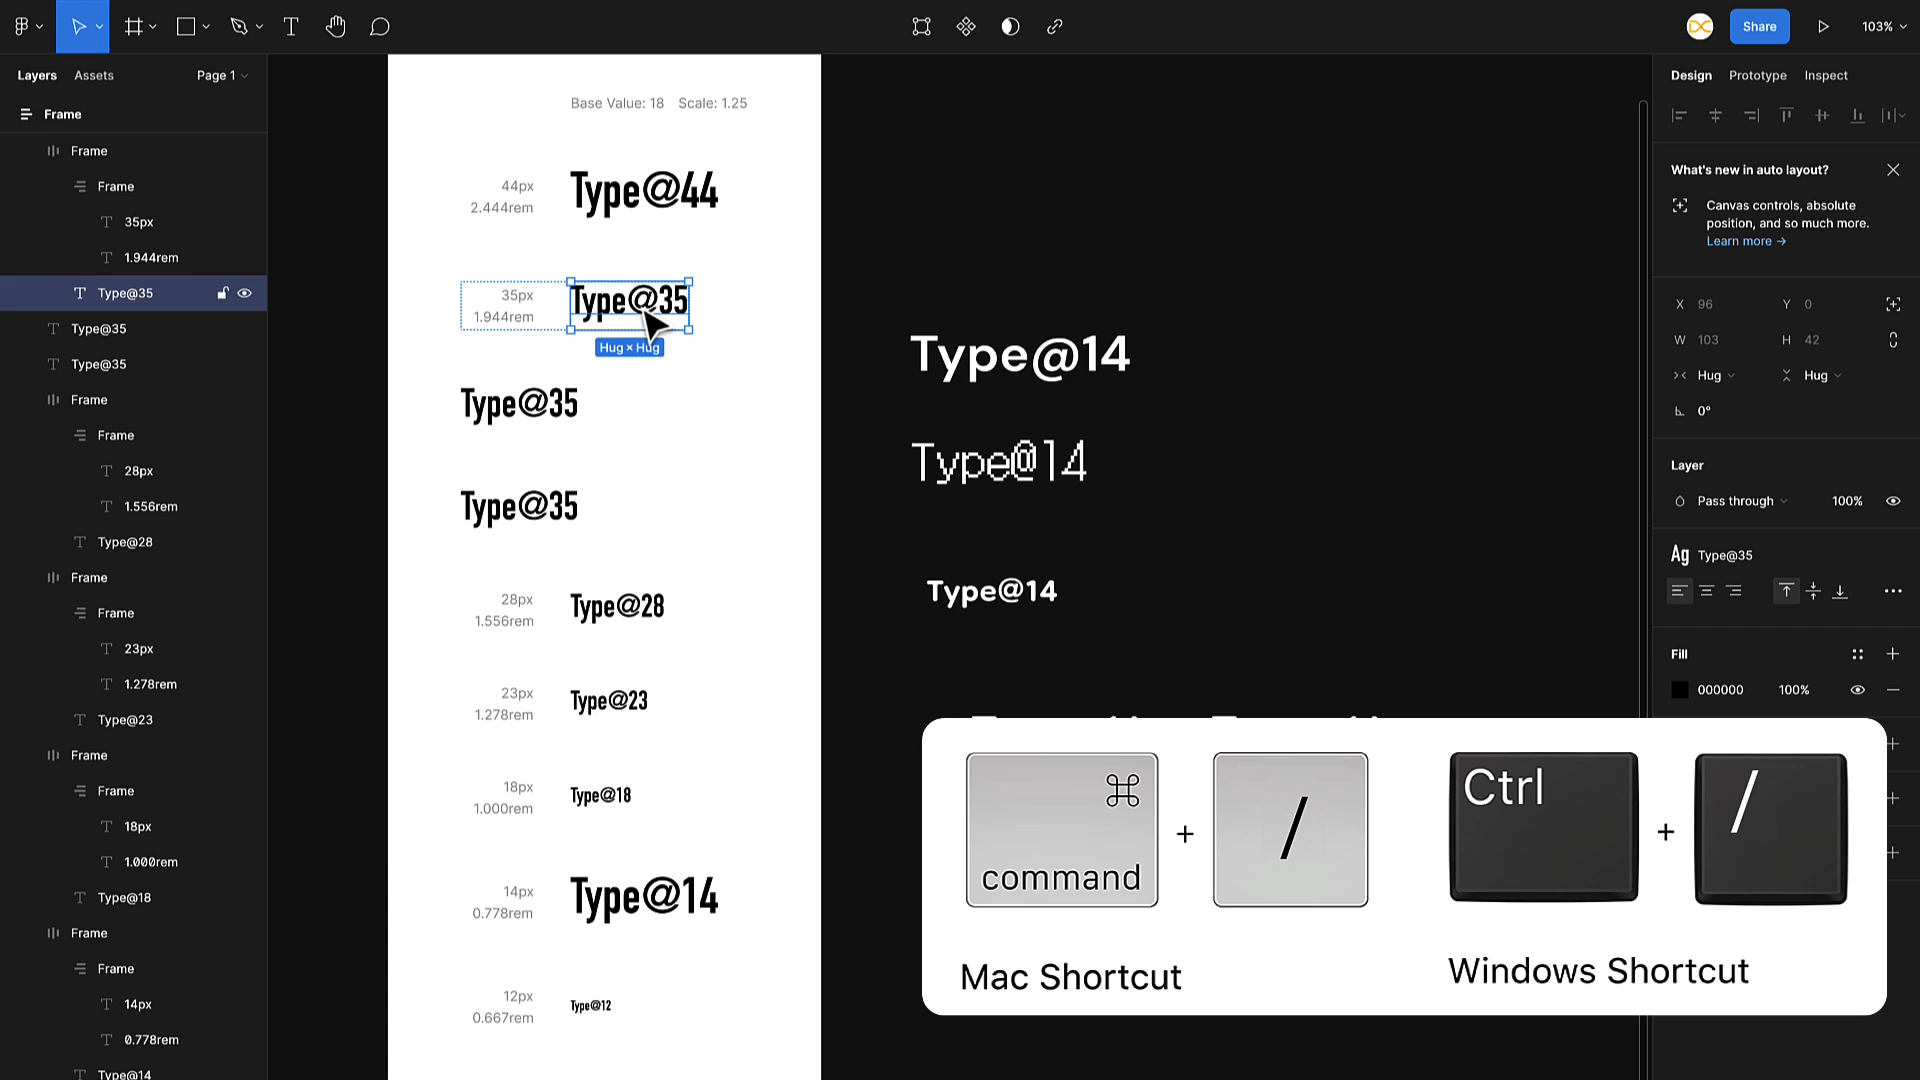 Share
103%
Layers
Assets
Page 1
Frame
Frame
Frame
35px
1.944rem
Type@35
Type@35
Type@35
Frame
Frame
28px
1.556rem
Type@28
Frame
Frame
23px
1.278rem
Type@23
Frame
Frame
18px
1.000rem
Type@18
Frame
Frame
14px
0.778rem
Type@14
Base Value: 18 Scale: 1.25
44px
2.444rem
Type@44
35px
1.944rem
Type@35
Hug × Hug
Type@35
Type@35
28px
1.556rem
Type@28
23px
1.278rem
Type@23
18px
1.000rem
Type@18
14px
0.778rem
Type@14
12px
0.667rem
Type@12
Type@14
Type@14
Type@14
⌘
command
+
/
Mac Shortcut
Ctrl
+
/
Windows Shortcut
Design
Prototype
Inspect
What's new in auto layout?
Canvas controls, absolute
position, and so much more.
Learn more →
X 96
Y 0
W 103
H 42
Hug
Hug
0°
Layer
Pass through
100%
Ag Type@35
Fill
000000
100%